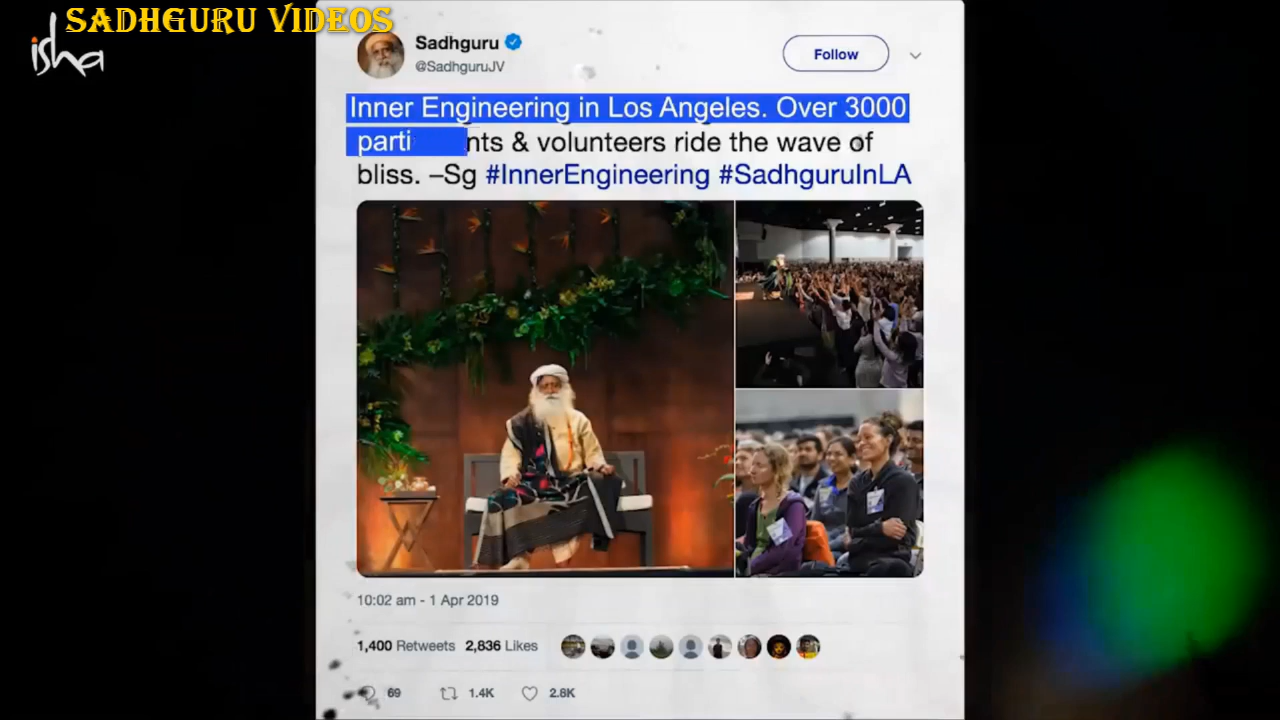 SADHGURU VIDEOS
isha
Sadhguru
@SadhguruJV
Follow
Inner Engineering in Los Angeles. Over 3000
parti nts & volunteers ride the wave of
bliss. –Sg #InnerEngineering #SadhguruInLA
10:02 am - 1 Apr 2019
1,400 Retweets 2,836 Likes
69 1.4K 2.8K